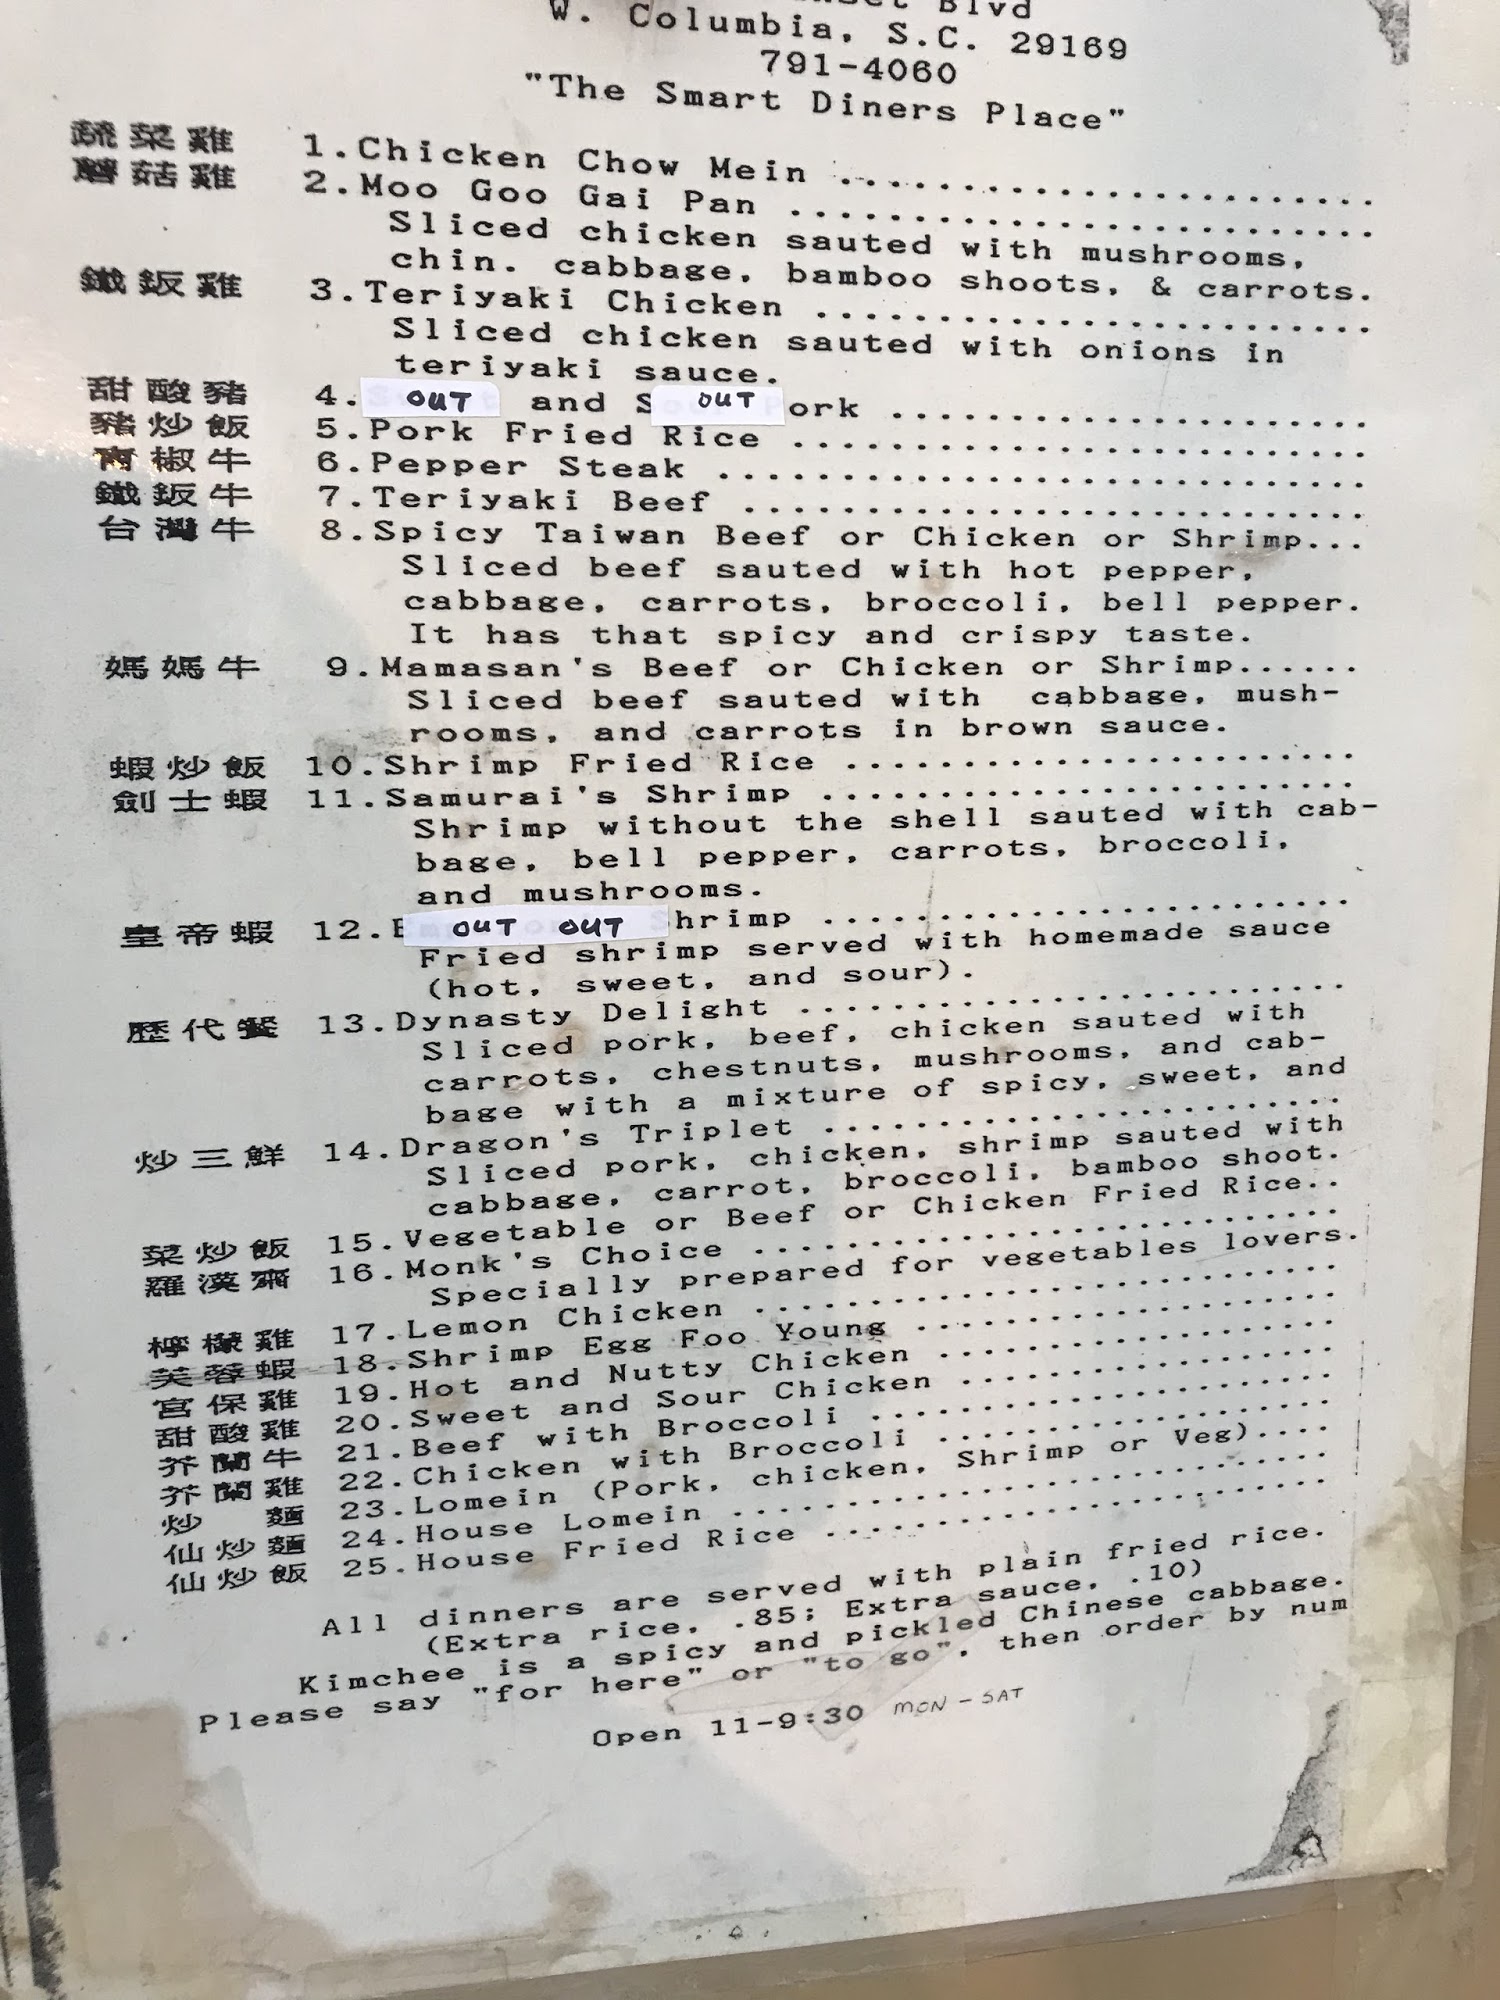 Blvd
W. Columbia, S.C. 29169
791-4060
"The Smart Diners Place"
蔬菜雞 1.Chicken Chow Mein ..............................
蘑菇雞 2.Moo Goo Gai Pan ..............................
Sliced chicken sauted with mushrooms,
chin. cabbage, bamboo shoots, & carrots.
鐵鈑雞 3.Teriyaki Chicken ..............................
Sliced chicken sauted with onions in
teriyaki sauce.
甜酸豬 4. OUT and OUT ork ..........................
豬炒飯 5.Pork Fried Rice ..............................
青椒牛 6.Pepper Steak ..............................
鐵鈑牛 7.Teriyaki Beef ..............................
台灣牛 8.Spicy Taiwan Beef or Chicken or Shrimp...
Sliced beef sauted with hot pepper,
cabbage, carrots, broccoli, bell pepper.
It has that spicy and crispy taste.
媽媽牛 9.Mamasan's Beef or Chicken or Shrimp......
Sliced beef sauted with cabbage, mush-
rooms, and carrots in brown sauce.
蝦炒飯 10.Shrimp Fried Rice ........................
劍士蝦 11.Samurai's Shrimp .........................
Shrimp without the shell sauted with cab-
bage, bell pepper, carrots, broccoli,
and mushrooms.
皇帝蝦 12. OUT OUT Shrimp .........................
Fried shrimp served with homemade sauce
(hot, sweet, and sour).
歷代餐 13.Dynasty Delight ..........................
Sliced pork, beef, chicken sauted with
carrots, chestnuts, mushrooms, and cab-
bage with a mixture of spicy, sweet, and
炒三鮮 14.Dragon's Triplet .........................
Sliced pork, chicken, shrimp sauted with
cabbage, carrot, broccoli, bamboo shoot.
菜炒飯 15.Vegetable or Beef or Chicken Fried Rice..
羅漢齋 16.Monk's Choice ............................
Specially prepared for vegetables lovers.
檸檬雞 17.Lemon Chicken ............................
芙蓉蝦 18.Shrimp Egg Foo Young .....................
宮保雞 19.Hot and Nutty Chicken ....................
甜酸雞 20.Sweet and Sour Chicken ...................
芥蘭牛 21.Beef with Broccoli .......................
芥蘭雞 22.Chicken with Broccoli ....................
炒 麵 23.Lomein (Pork, chicken, Shrimp or Veg)....
仙炒麵 24.House Lomein .............................
仙炒飯 25.House Fried Rice .........................
All dinners are served with plain fried rice.
(Extra rice, .85; Extra sauce, .10)
Kimchee is a spicy and pickled Chinese cabbage.
Please say "for here" or "to go", then order by num
Open 11-9:30 MON-SAT